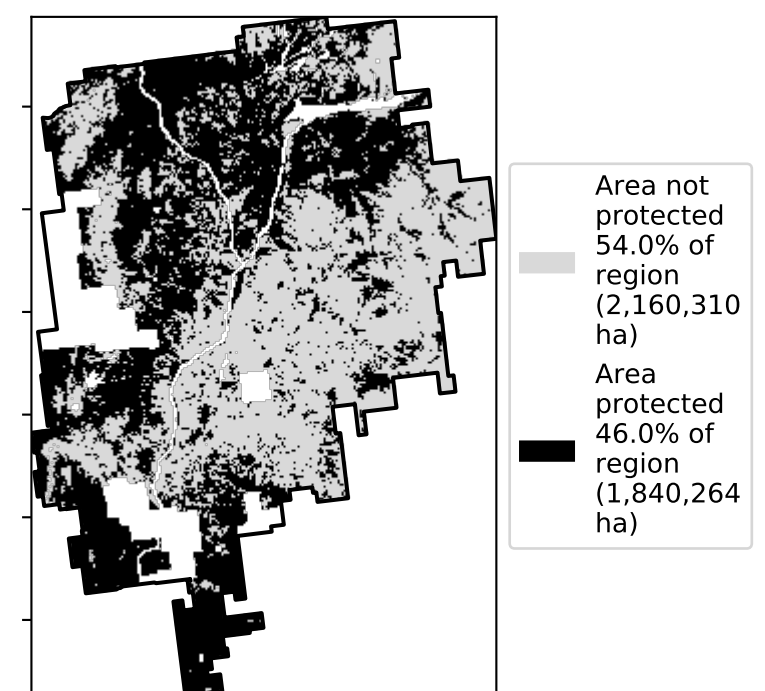 Area not
protected
54.0% of
region
(2,160,310
ha)
Area
protected
46.0% of
region
(1,840,264
ha)